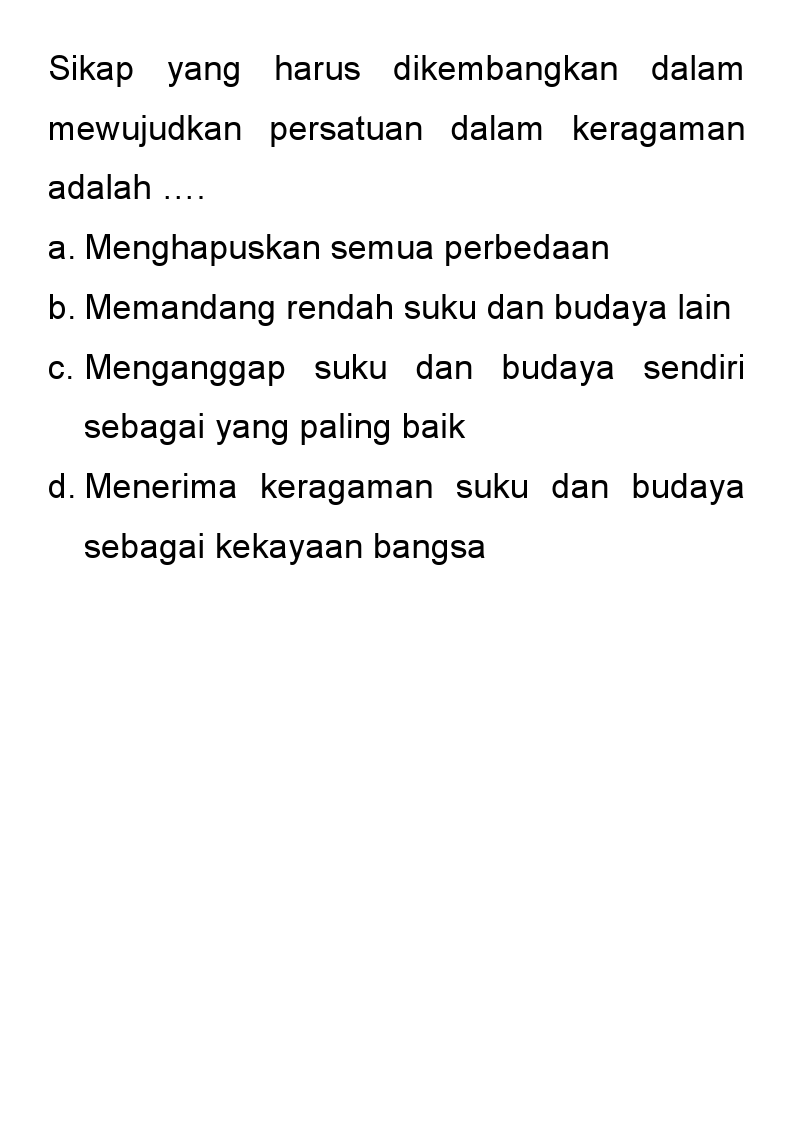 Sikap yang harus dikembangkan dalam
mewujudkan persatuan dalam keragaman
adalah ….
a. Menghapuskan semua perbedaan
b. Memandang rendah suku dan budaya lain
c. Menganggap suku dan budaya sendiri
sebagai yang paling baik
d. Menerima keragaman suku dan budaya
sebagai kekayaan bangsa